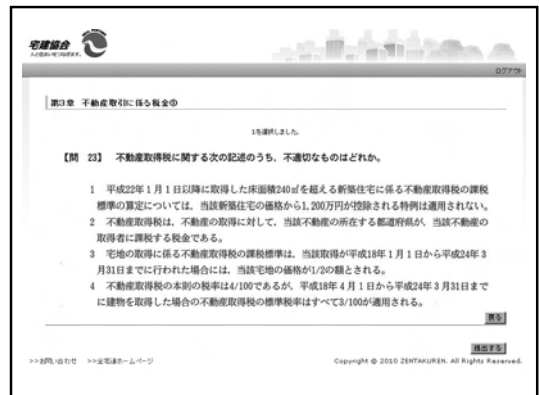 宅建協会
ログアウト
第3章 不動産取引に係る税金①
1を選択しました。
【問 23】 不動産取得税に関する次の記述のうち、不適切なものはどれか。
1 平成22年1月1日以降に取得した床面積240㎡を超える新築住宅に係る不動産取得税の課税
標準の算定については、当該新築住宅の価格から1,200万円が控除される特例は適用されない。
2 不動産取得税は、不動産の取得に対して、当該不動産の所在する都道府県が、当該不動産の
取得者に課税する税金である。
3 宅地の取得に係る不動産取得税の課税標準は、当該取得が平成18年1月1日から平成24年3
月31日までに行われた場合には、当該宅地の価格が1/2の額とされる。
4 不動産取得税の本則の税率は4/100であるが、平成18年4月1日から平成24年3月31日まで
に建物を取得した場合の不動産取得税の標準税率はすべて3/100が適用される。
戻る
提出する
>>お問い合わせ >>全宅連ホームページ
Copyright @ 2010 ZENTAKUREN. All Rights Reserved.